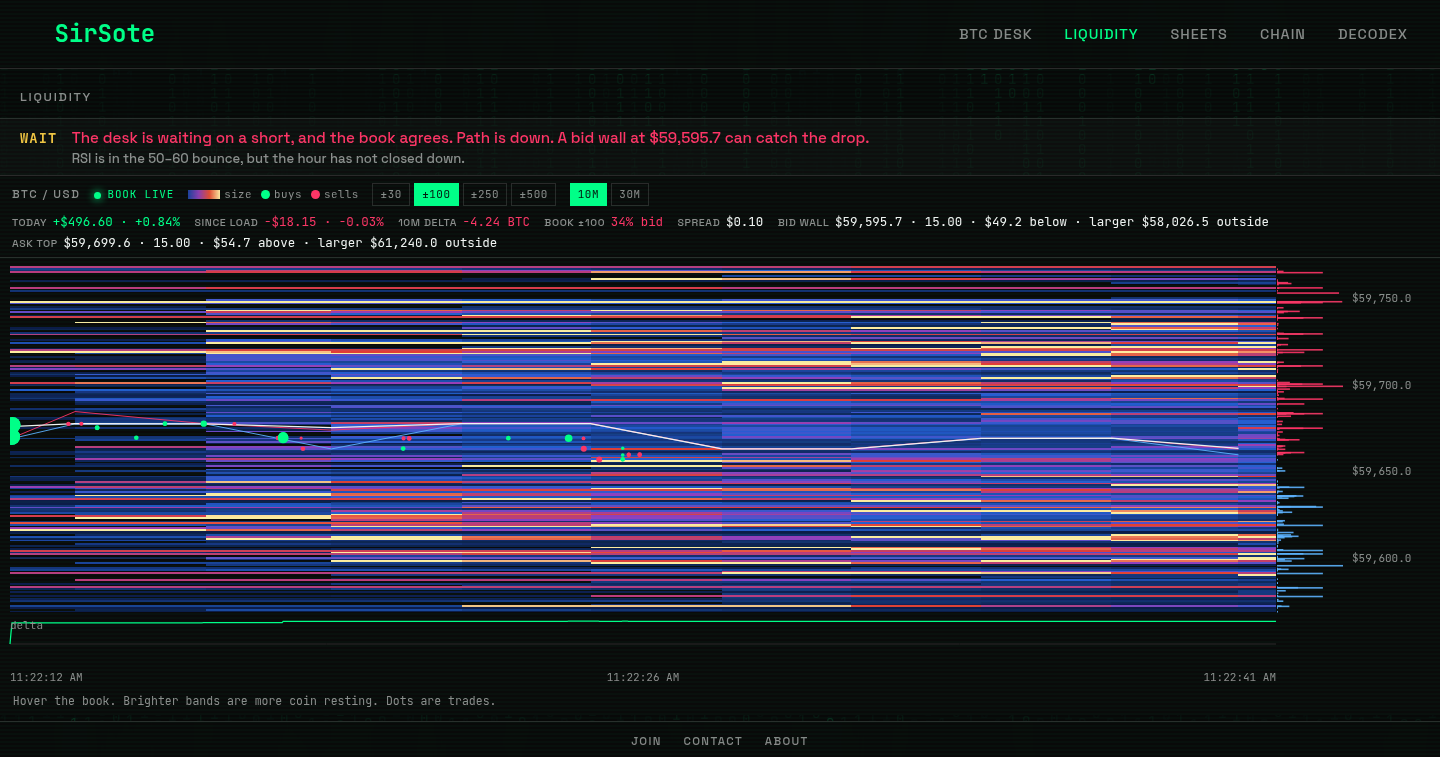 SirSote
BTC DESK LIQUIDITY SHEETS CHAIN DECODEX
LIQUIDITY
WAIT The desk is waiting on a short, and the book agrees. Path is down. A bid wall at $59,595.7 can catch the drop.
RSI is in the 50–60 bounce, but the hour has not closed down.
BTC / USD BOOK LIVE size buys sells ±30 ±100 ±250 ±500 10M 30M
TODAY +$496.60 · +0.84% SINCE LOAD -$18.15 · -0.03% 10M DELTA -4.24 BTC BOOK ±100 34% bid SPREAD $0.10 BID WALL $59,595.7 · 15.00 · $49.2 below · larger $58,026.5 outside
ASK TOP $59,699.6 · 15.00 · $54.7 above · larger $61,240.0 outside
$59,750.0
$59,700.0
$59,650.0
$59,600.0
delta
11:22:12 AM 11:22:26 AM 11:22:41 AM
Hover the book. Brighter bands are more coin resting. Dots are trades.
JOIN CONTACT ABOUT